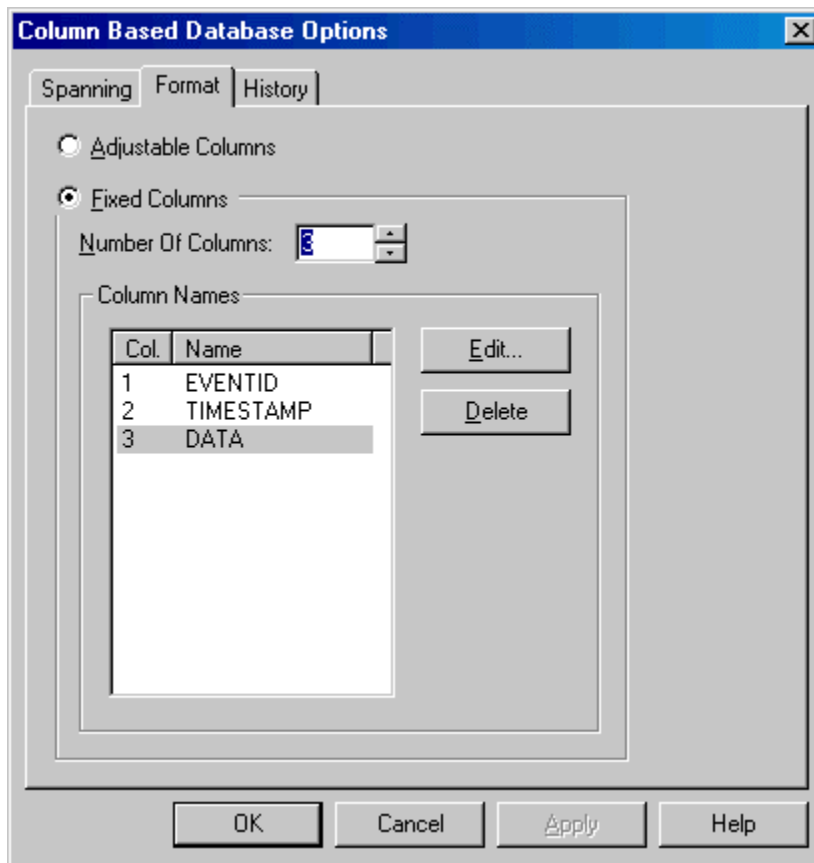 Column Based Database Options
Spanning Format History
Adjustable Columns
Fixed Columns
Number Of Columns: 3
Column Names
Col. Name
Edit...
1 EVENTID
2 TIMESTAMP
Delete
3 DATA
OK Cancel Apply Help